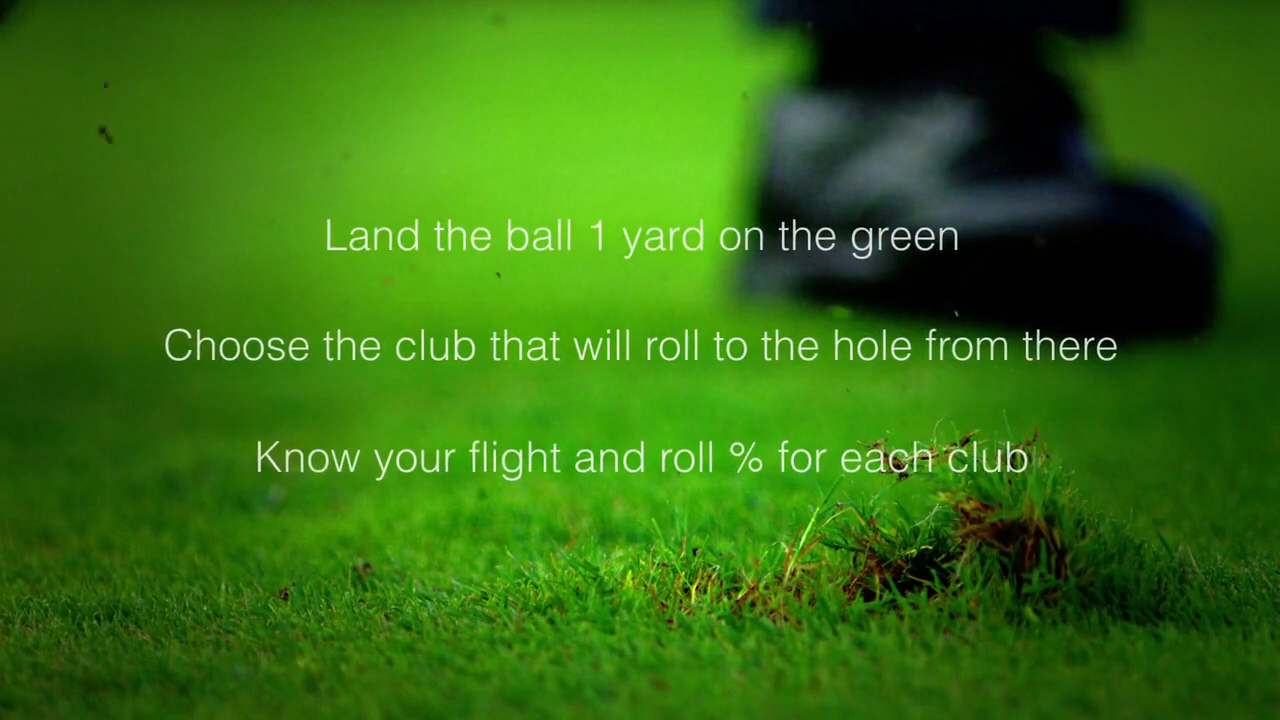 Land the ball 1 yard on the green
Choose the club that will roll to the hole from there
Know your flight and roll % for each club